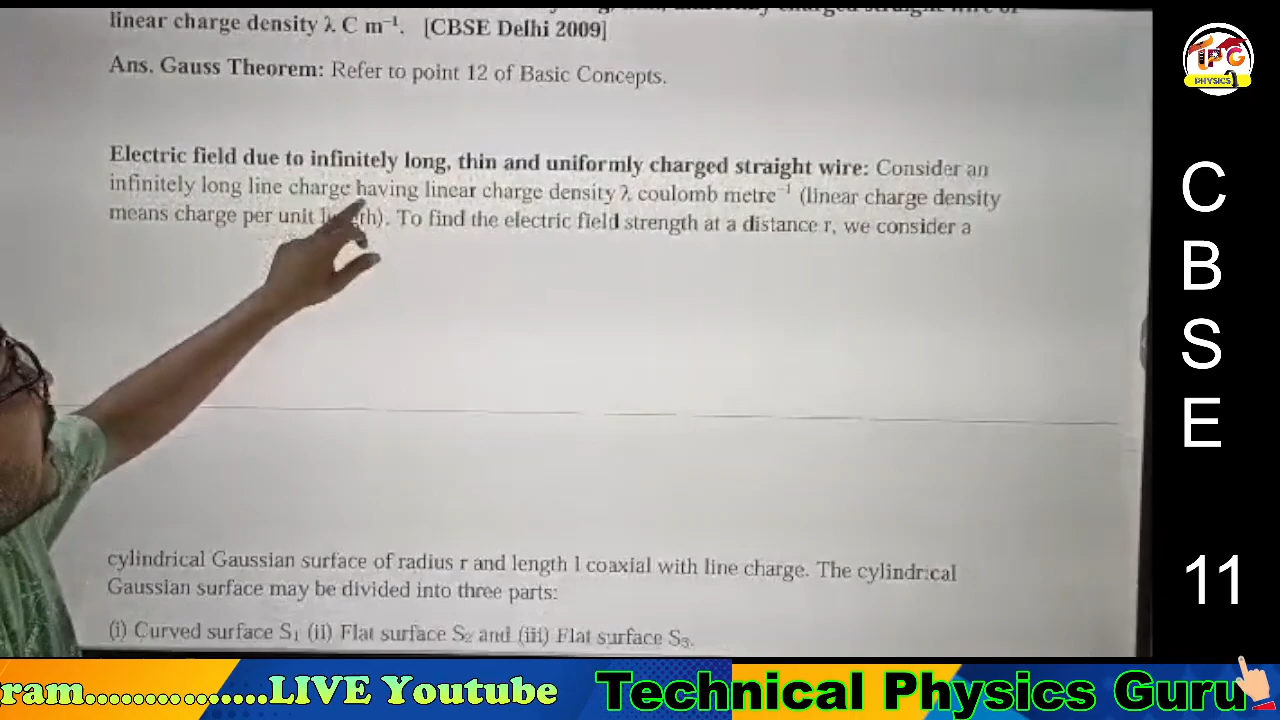 linear charge density λ C m⁻¹. [CBSE Delhi 2009]
Ans. Gauss Theorem: Refer to point 12 of Basic Concepts.
Electric field due to infinitely long, thin and uniformly charged straight wire: Consider an
infinitely long line charge having linear charge density λ coulomb metre⁻¹ (linear charge density
means charge per unit length). To find the electric field strength at a distance r, we consider a
cylindrical Gaussian surface of radius r and length l coaxial with line charge. The cylindrical
Gaussian surface may be divided into three parts:
(i) Curved surface S₁ (ii) Flat surface S₂ and (iii) Flat surface S₃.
TPG
PHYSICS
C
B
S
E
11
ram...............LIVE Youtube
Technical Physics Guru